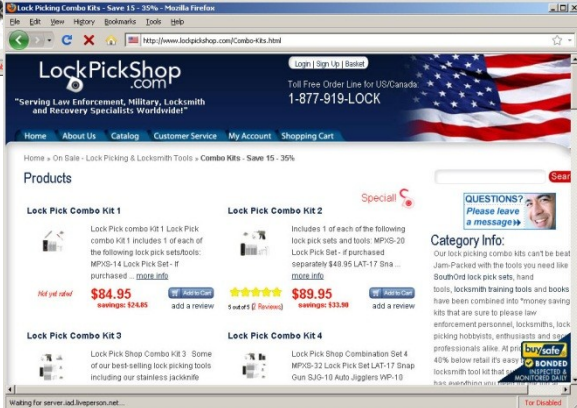 Lock Picking Combo Kits - Save 15 - 35% - Mozilla Firefox
File Edit View History Bookmarks Tools Help
http://www.lockpickshop.com/Combo-Kits.html
LockPickShop
.com
Login | Sign Up | Basket
Toll Free Order Line for US/Canada:
1-877-919-LOCK
"Serving Law Enforcement, Military, Locksmith
and Recovery Specialists Worldwide!"
Home About Us Catalog Customer Service My Account Shopping Cart
Home » On Sale - Lock Picking & Locksmith Tools » Combo Kits - Save 15 - 35%
Products
Special!
Lock Pick Combo Kit 1
Lock Pick combo Kit 1 Lock Pick
combo Kit 1 includes 1 of each of
the following lock pick sets/tools:
MPXS-14 Lock Pick Set - If
purchased ... more info
Not yet rated
$84.95
savings: $24.85
Add to Cart
add a review
Lock Pick Combo Kit 2
Includes 1 of each of the following
lock pick sets and tools: MPXS-20
Lock Pick Set - If purchased
separately $48.95 LAT-17 Sna...
more info
5 out of 5 (2 Reviews)
$89.95
savings: $33.90
Add to Cart
add a review
Lock Pick Combo Kit 3
Lock Pick Shop Combo Kit 3 Some
of our best-selling lock picking tools
including our stainless jackknife
Lock Pick Combo Kit 4
Lock Pick Shop Combination Set 4
MPXS-32 Lock Pick Set LAT-17 Snap
Gun SJG-10 Auto Jigglers WP-10
Sear
QUESTIONS?
Please leave
a message
Category Info:
Our lock picking combo kits can't be beat
Jam-Packed with the tools you need like
SouthOrd lock pick sets, hand
tools, locksmith training tools and books
have been combined into "money saving
kits that are sure to please law
enforcement personnel, locksmiths, lock
picking hobbyists, enthusiasts and
professionals alike. At
40% below retail it's easy
locksmith tool kit that
has everything you need for
buySAFE
BONDED
INSPECTED &
MONITORED DAILY
Waiting for server.iad.liveperson.net...
Tor Disabled